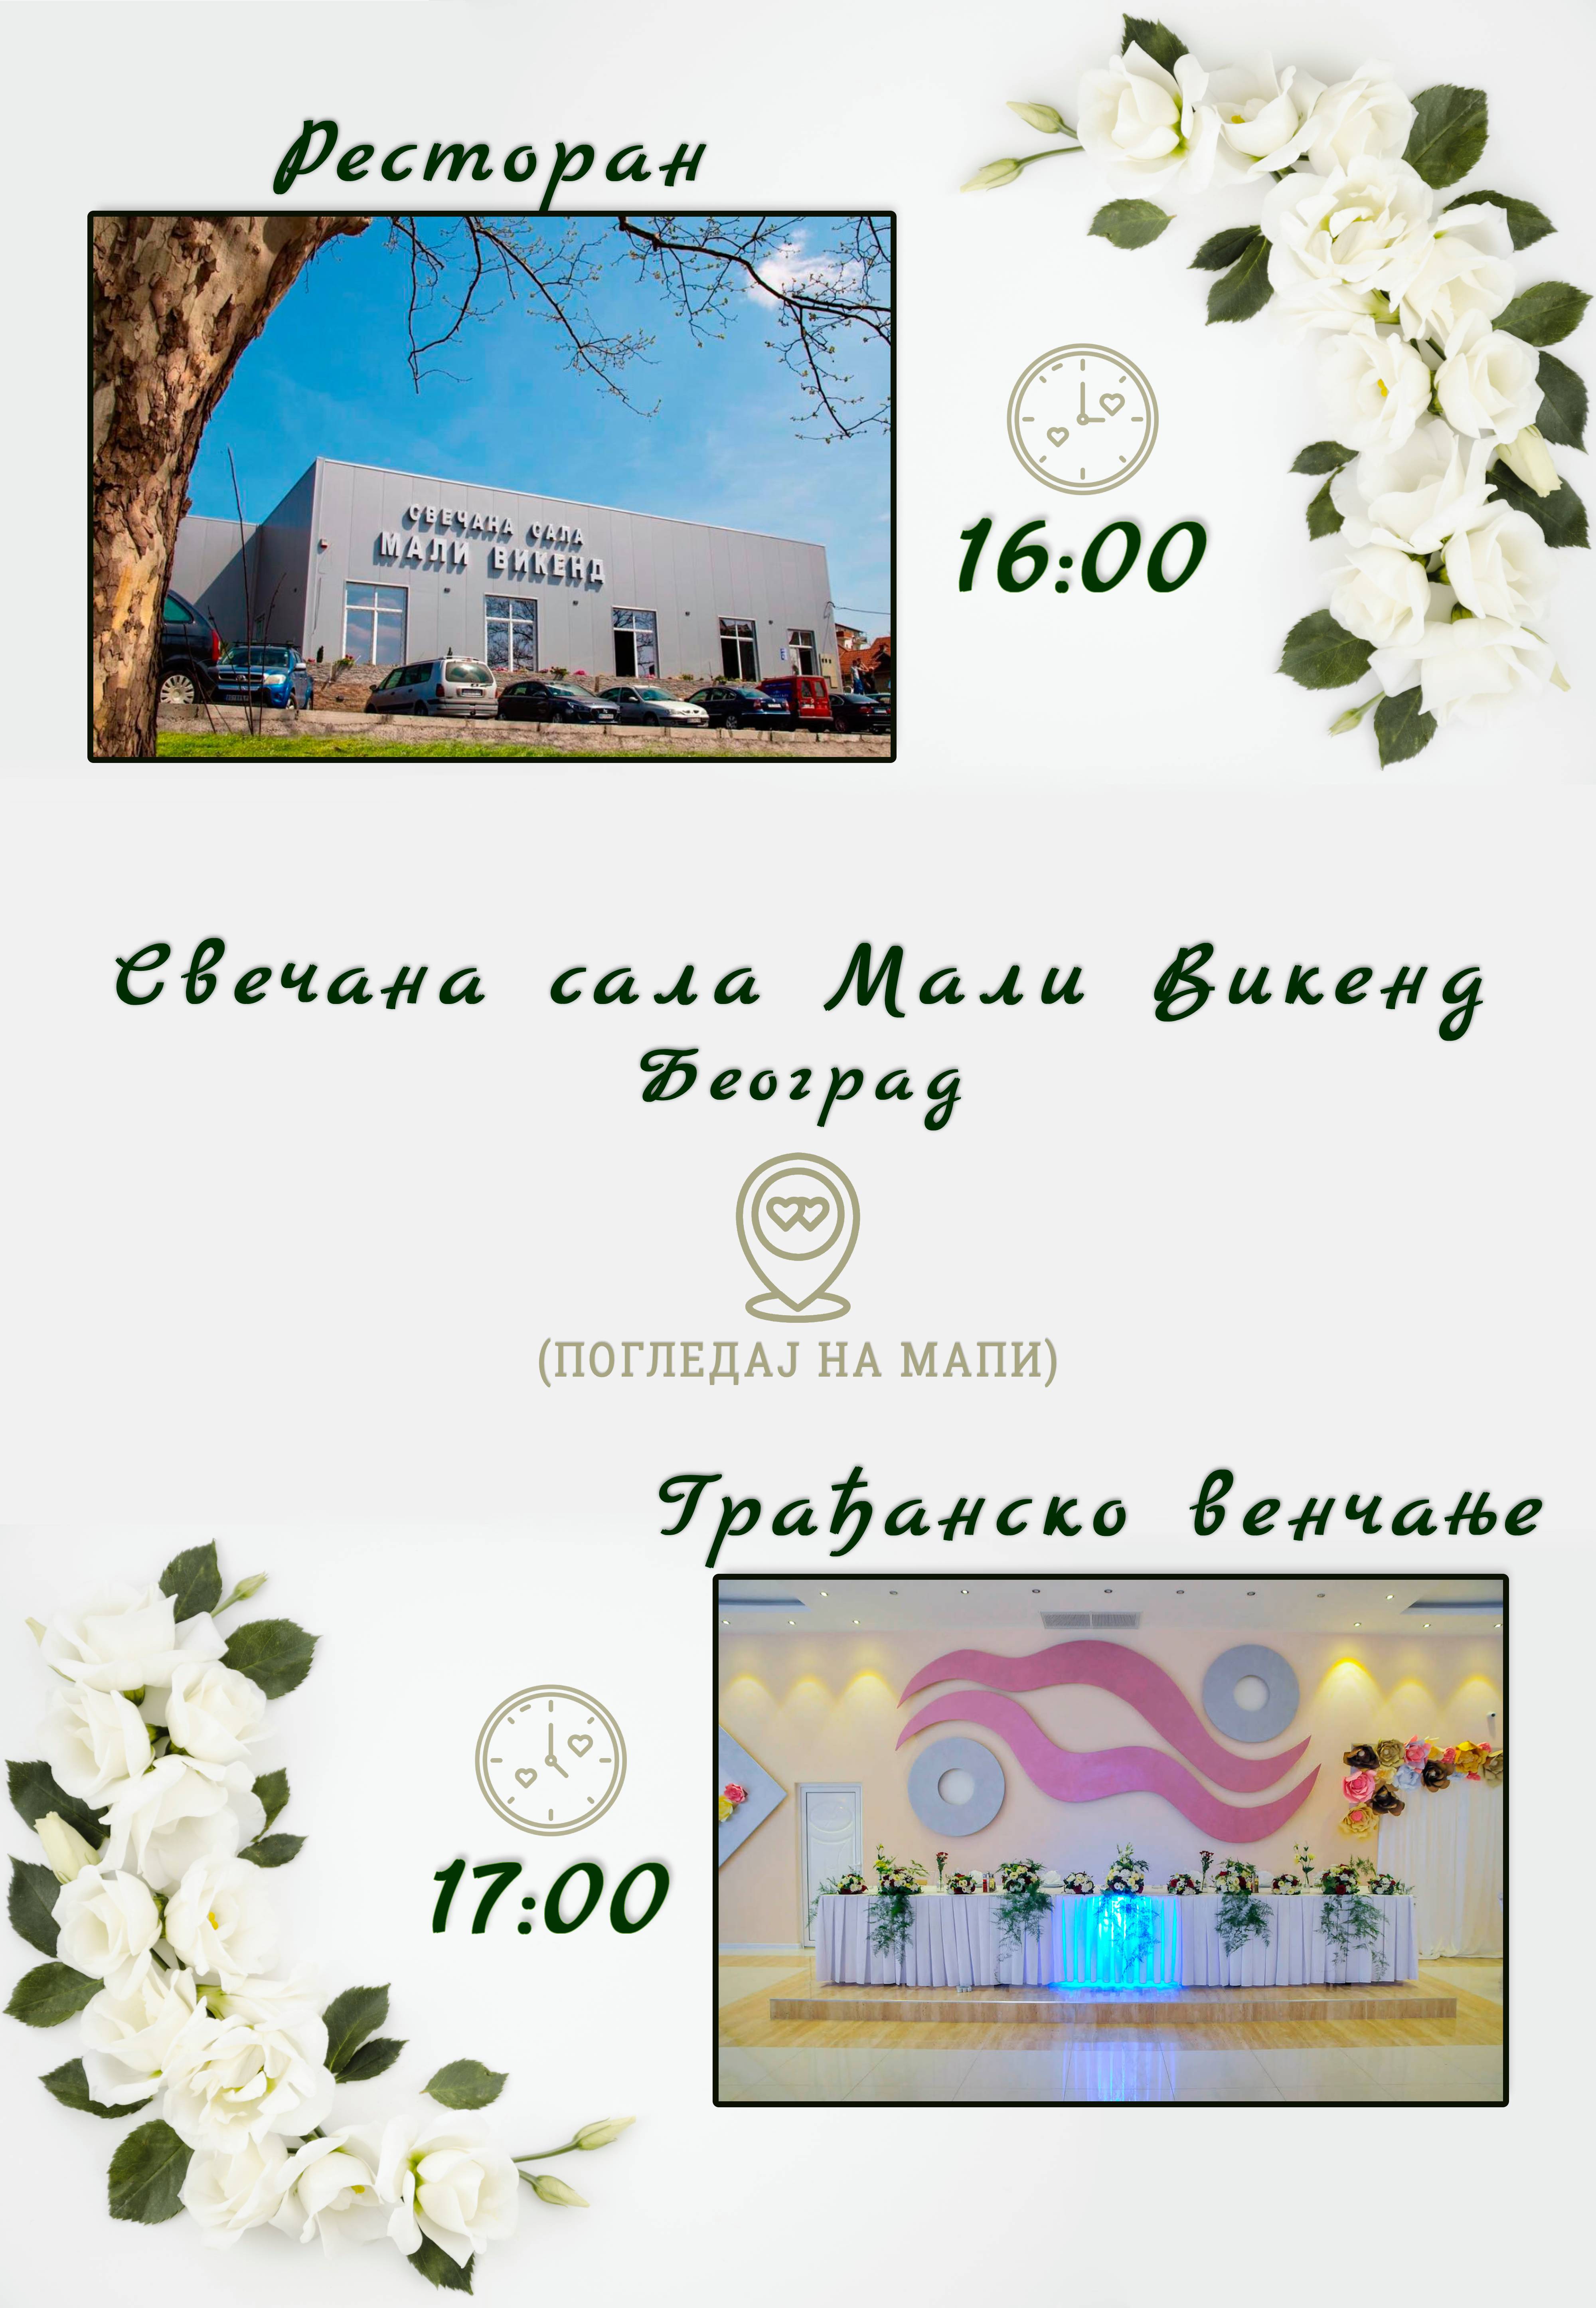 Ресторан
СВЕЧАНА САЛА
МАЛИ ВИКЕНД
16:00
Свечана сала Мали Викенд
Београд
(ПОГЛЕДАЈ НА МАПИ)
Грађанско венчање
17:00